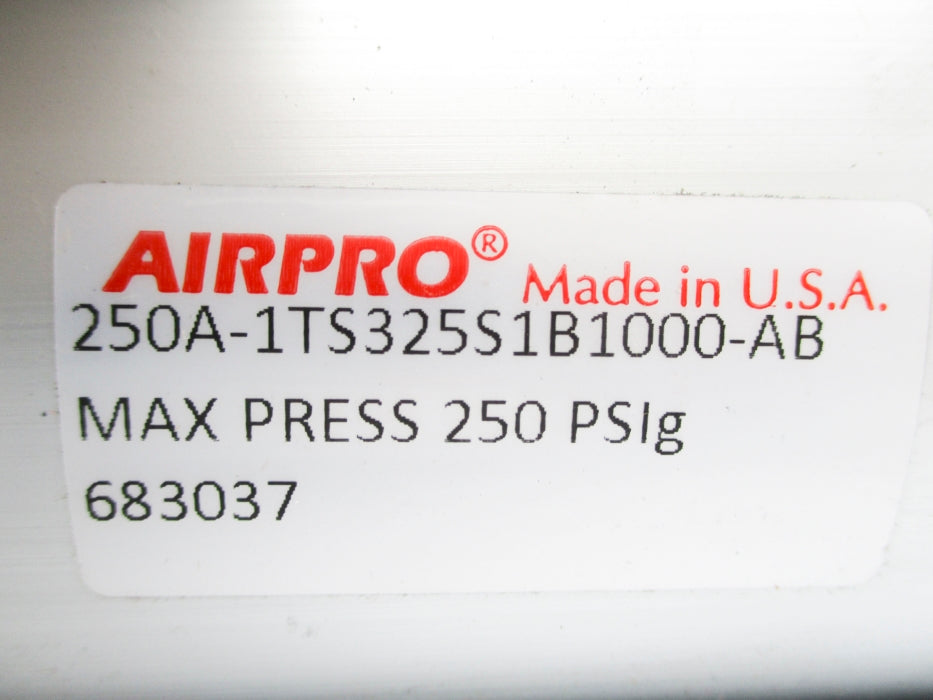 AIRPRO® Made in U.S.A.
250A-1TS325S1B1000-AB
MAX PRESS 250 PSIg
683037